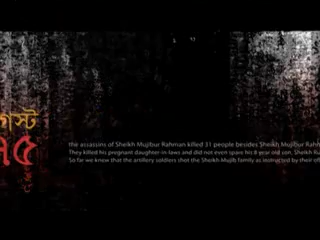 গস্ট
৭৫
the assassins of Sheikh Mujibur Rahman killed 31 people besides Sheikh Mujibur Rahman
They killed his pregnant daughter-in-laws and did not even spare his 8 year old son, Sheikh
So far we know that the artillery soldiers shot the Sheikh Mujib family as instructed by their